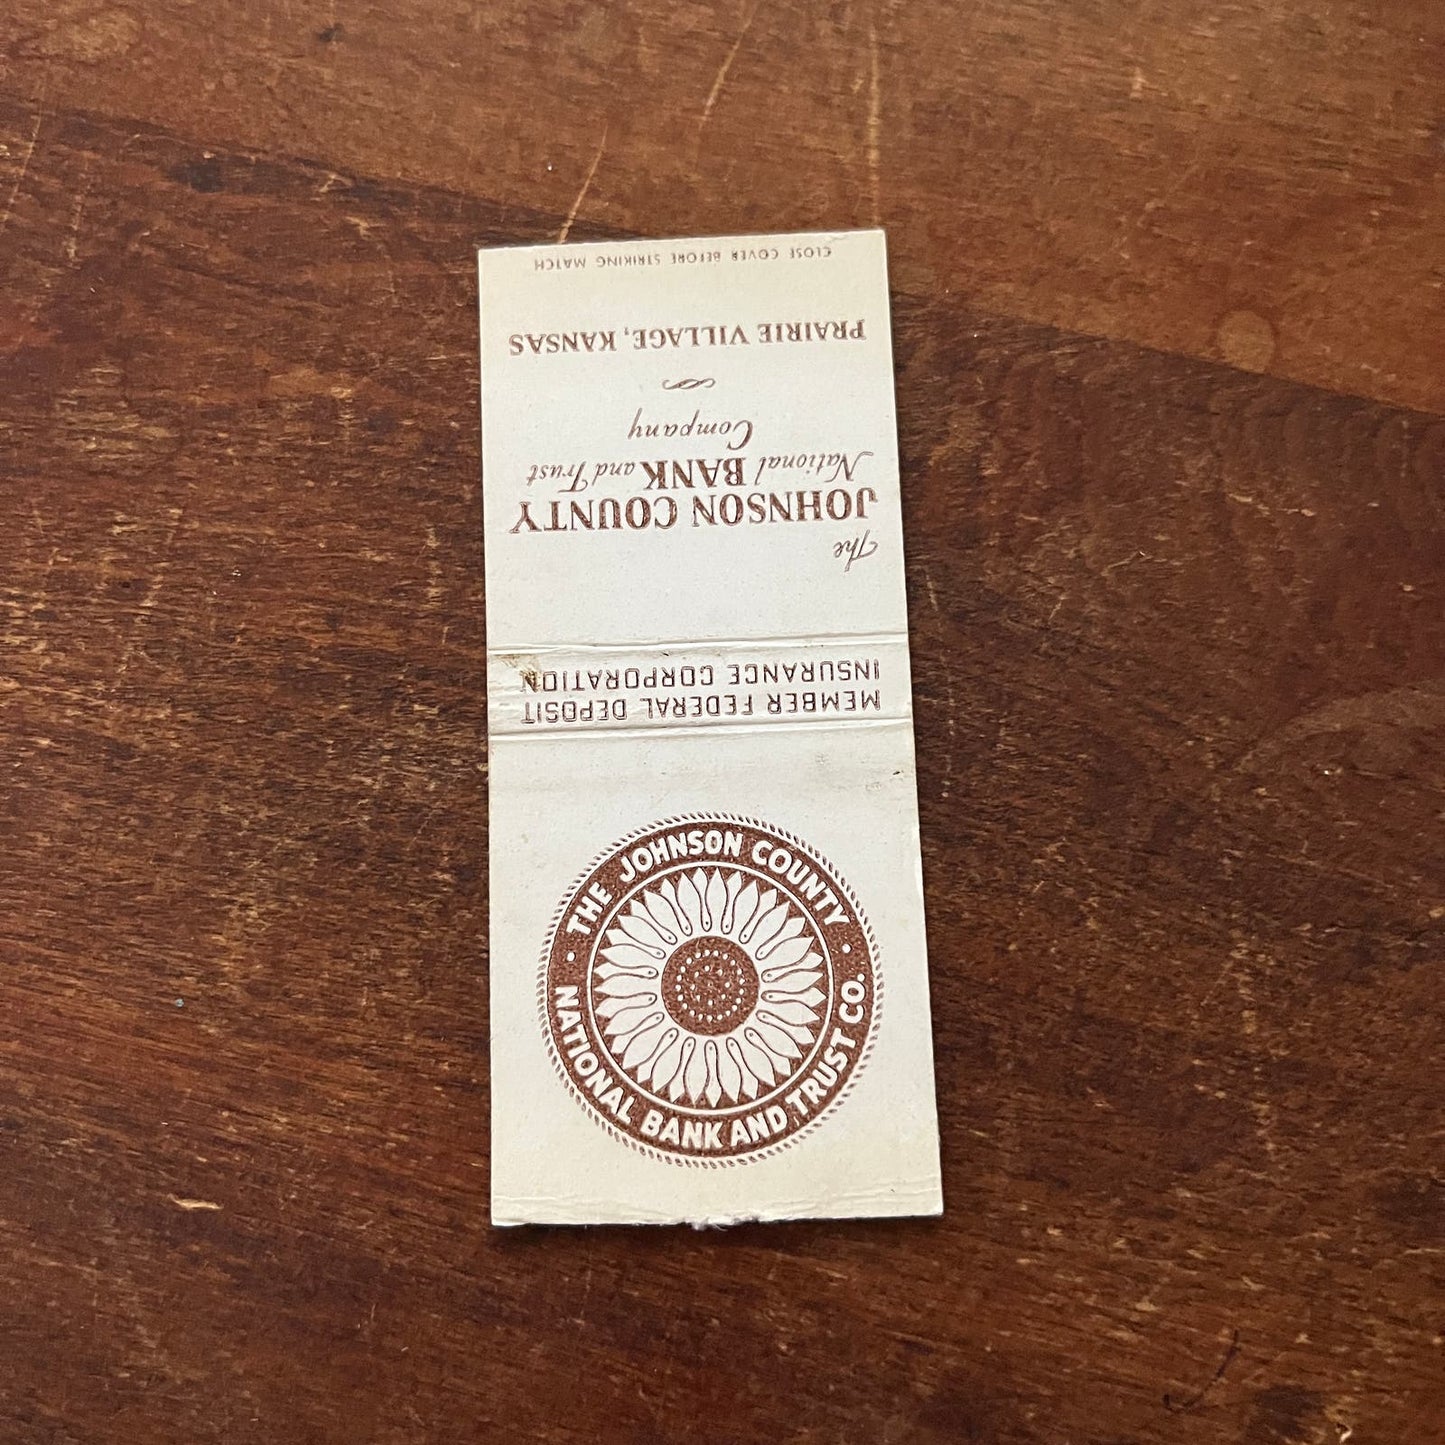 The
JOHNSON COUNTY
National BANK and Trust
Company
PRAIRIE VILLAGE, KANSAS
CLOSE COVER BEFORE STRIKING MATCH
MEMBER FEDERAL DEPOSIT
INSURANCE CORPORATION
· THE JOHNSON COUNTY ·
NATIONAL BANK AND TRUST CO.